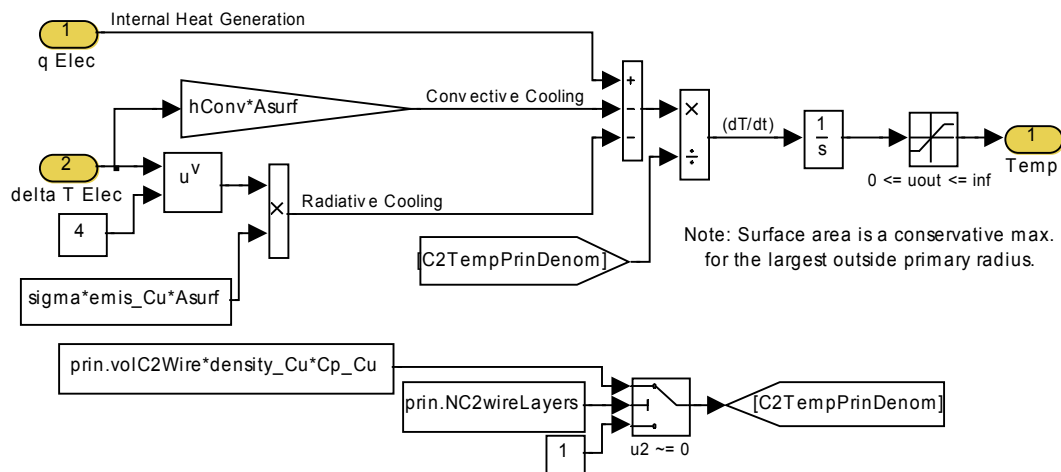 1
Internal Heat Generation
q Elec
hConv*Asurf
Convective Cooling
+
-
-
×
÷
(dT/dt)
1
s
0 <= uout <= inf
1
Temp
2
delta T Elec
u^v
4
×
Radiative Cooling
sigma*emis_Cu*Asurf
[C2TempPrinDenom]
Note: Surface area is a conservative max.
for the largest outside primary radius.
prin.volC2Wire*density_Cu*Cp_Cu
prin.NC2wireLayers
1
u2 ~= 0
[C2TempPrinDenom]